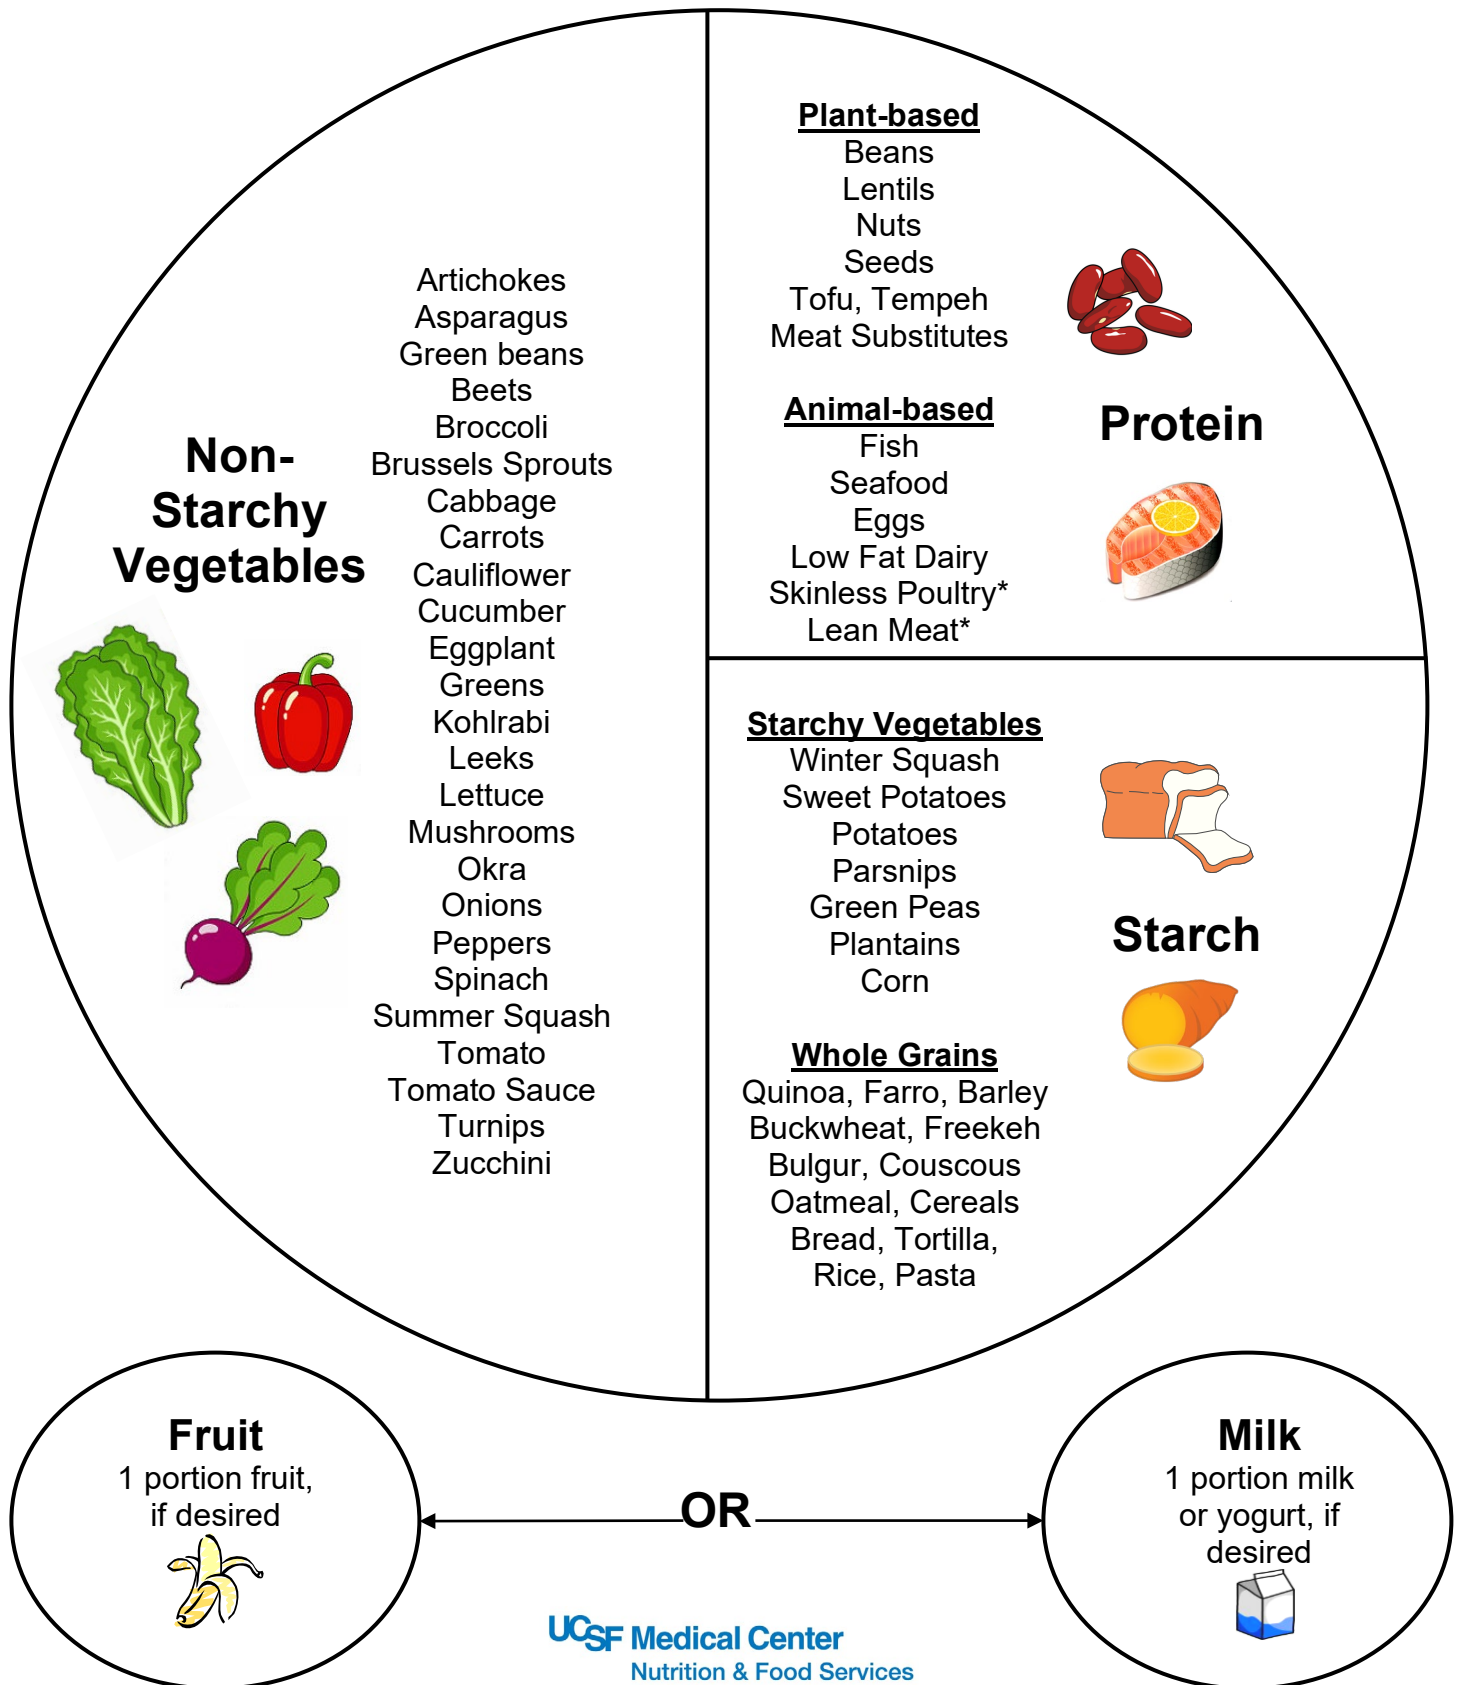 Non-
Starchy
Vegetables
Artichokes
Asparagus
Green beans
Beets
Broccoli
Brussels Sprouts
Cabbage
Carrots
Cauliflower
Cucumber
Eggplant
Greens
Kohlrabi
Leeks
Lettuce
Mushrooms
Okra
Onions
Peppers
Spinach
Summer Squash
Tomato
Tomato Sauce
Turnips
Zucchini
Plant-based
Beans
Lentils
Nuts
Seeds
Tofu, Tempeh
Meat Substitutes
Animal-based
Fish
Seafood
Eggs
Low Fat Dairy
Skinless Poultry*
Lean Meat*
Protein
Starchy Vegetables
Winter Squash
Sweet Potatoes
Potatoes
Parsnips
Green Peas
Plantains
Corn
Whole Grains
Quinoa, Farro, Barley
Buckwheat, Freekeh
Bulgur, Couscous
Oatmeal, Cereals
Bread, Tortilla,
Rice, Pasta
Starch
Fruit
1 portion fruit,
if desired
OR
Milk
1 portion milk
or yogurt, if
desired
UCSF Medical Center
Nutrition & Food Services